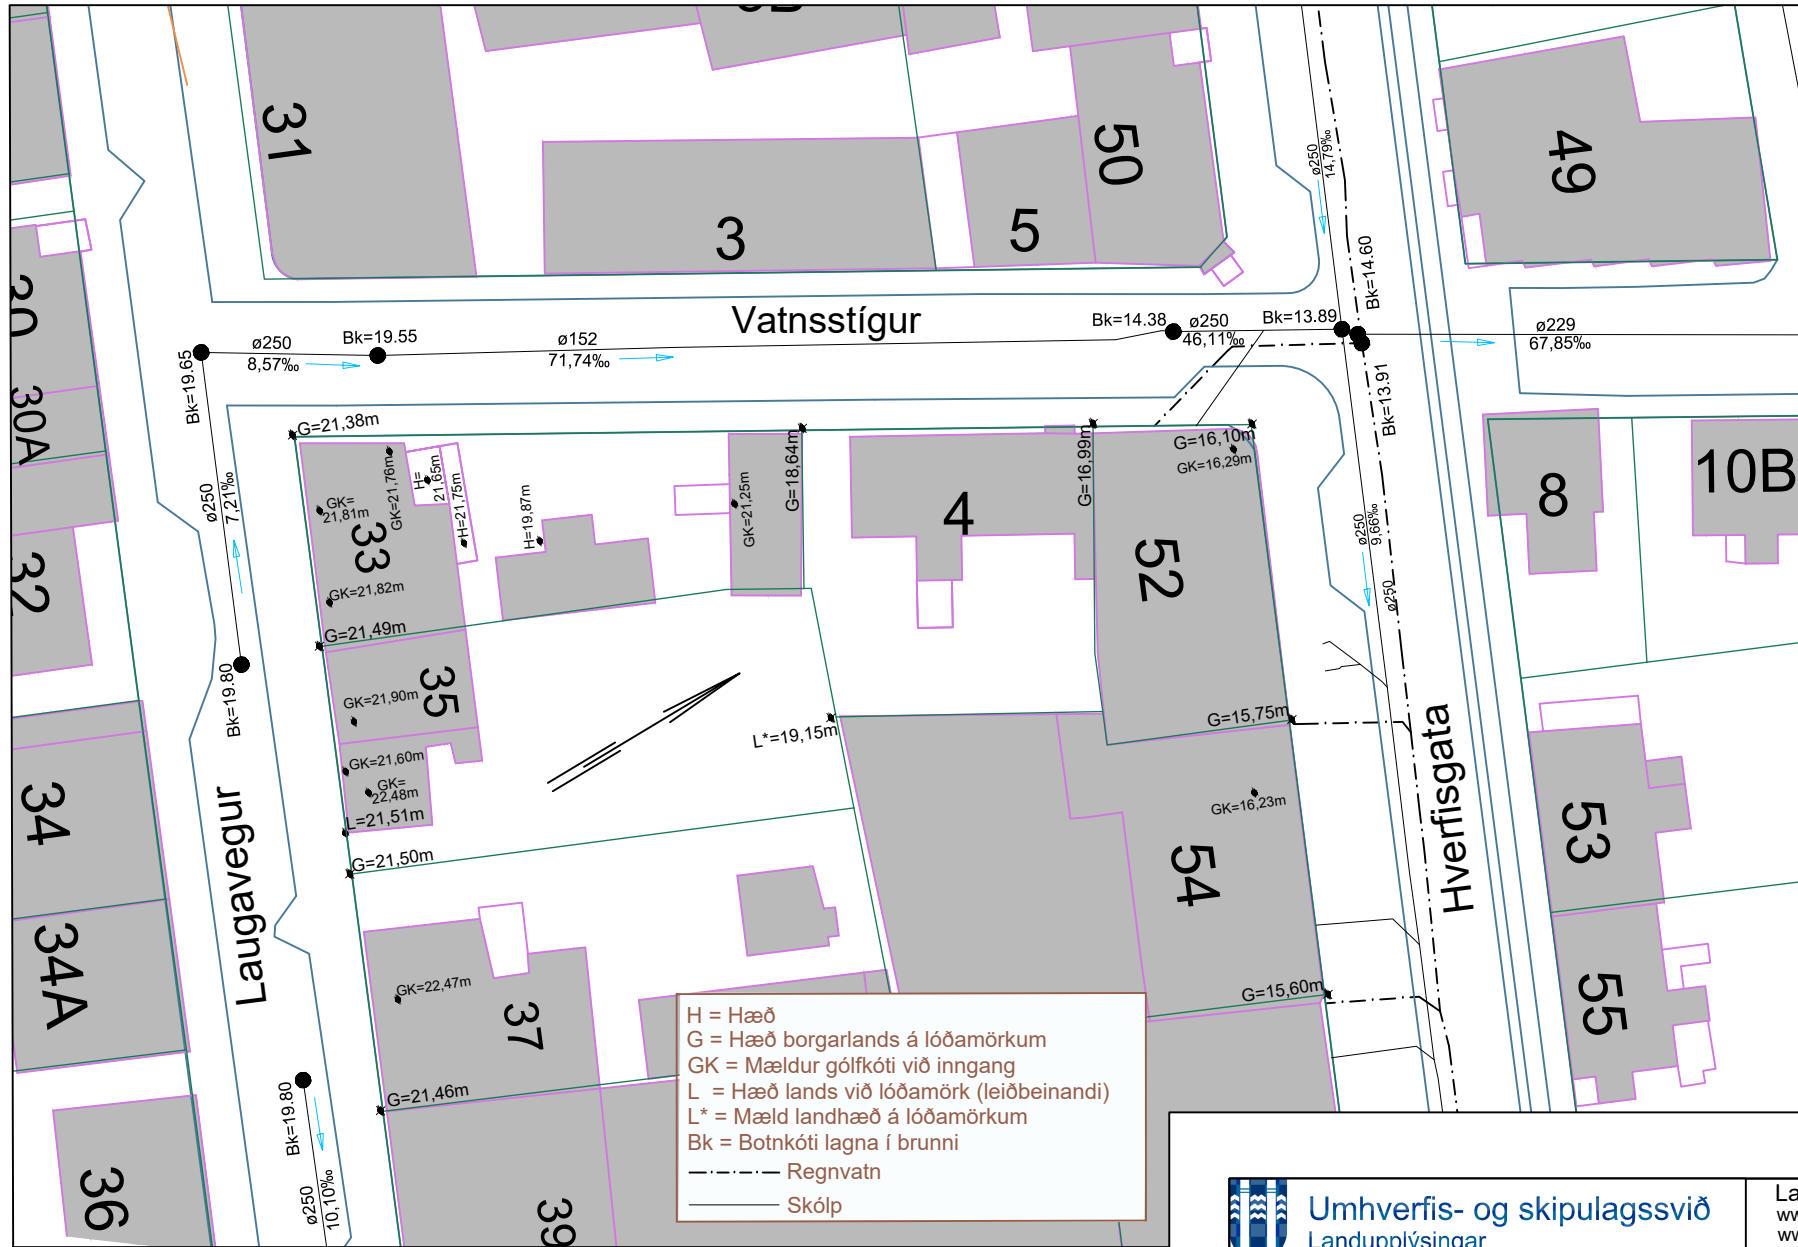 31
3
5
50
49
ø250
14,79‰
Bk=14.60
Vatnsstígur
Bk=14.38
ø250
46,11‰
Bk=13.89
ø229
67,85‰
Bk=13.91
ø250
8,57‰
Bk=19.55
ø152
71,74‰
Bk=19.65
30
30A
32
ø250
7,21‰
Bk=19.80
G=21,38m
GK=
21,81m
GK=21,76m
H=
21,65m
H=21,75m
33
GK=21,82m
G=21,49m
H=19,87m
GK=21,25m
G=18,64m
4
G=16,99m
G=16,10m
GK=16,29m
52
ø250
9,66‰
ø250
8
10B
35
GK=21,90m
GK=21,60m
GK=
22,48m
L=21,51m
G=21,50m
L*=19,15m
G=15,75m
GK=16,23m
54
Hverfisgata
53
55
34
34A
36
Laugavegur
GK=22,47m
37
G=21,46m
39
G=15,60m
Bk=19.80
ø250
10,10‰
H = Hæð
G = Hæð borgarlands á lóðamörkum
GK = Mældur gólfkóti við inngang
L = Hæð lands við lóðamörk (leiðbeinandi)
L* = Mæld landhæð á lóðamörkum
Bk = Botnkóti lagna í brunni
Regnvatn
Skólp
Umhverfis- og skipulagssvið
Landupplýsingar